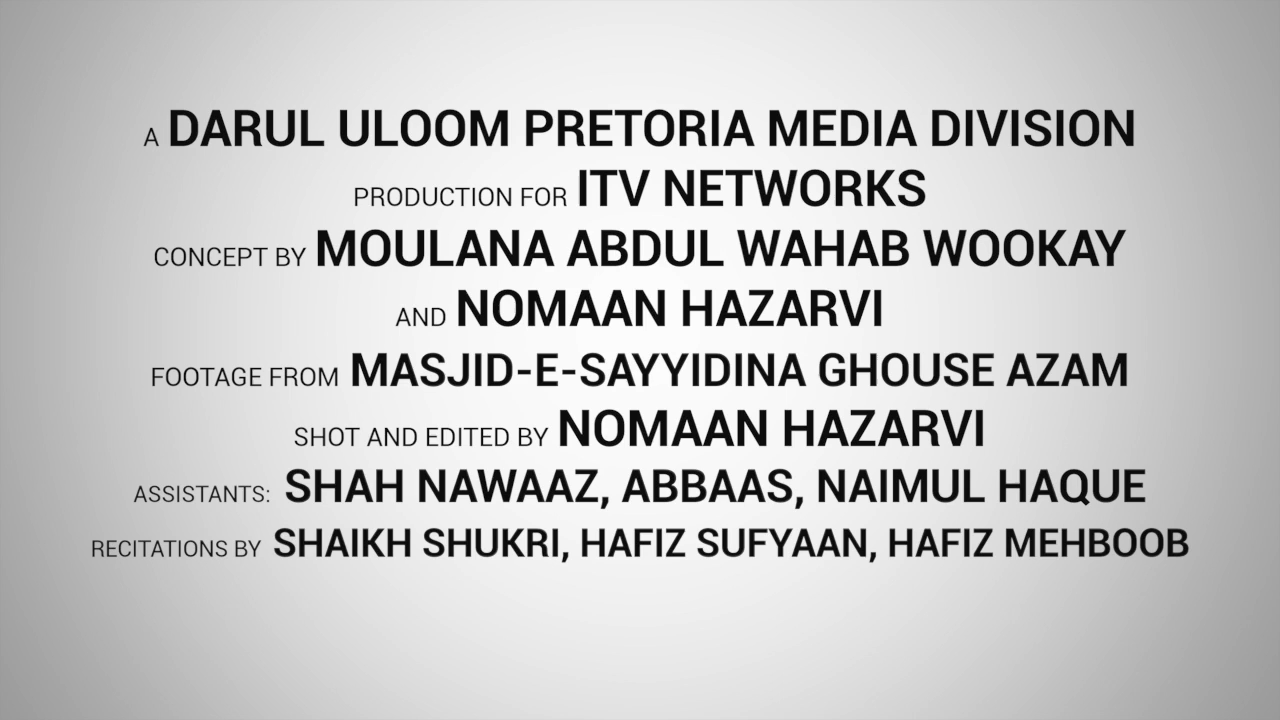 A DARUL ULOOM PRETORIA MEDIA DIVISION
PRODUCTION FOR ITV NETWORKS
CONCEPT BY MOULANA ABDUL WAHAB WOOKAY
AND NOMAAN HAZARVI
FOOTAGE FROM MASJID-E-SAYYIDINA GHOUSE AZAM
SHOT AND EDITED BY NOMAAN HAZARVI
ASSISTANTS: SHAH NAWAAZ, ABBAAS, NAIMUL HAQUE
RECITATIONS BY SHAIKH SHUKRI, HAFIZ SUFYAAN, HAFIZ MEHBOOB